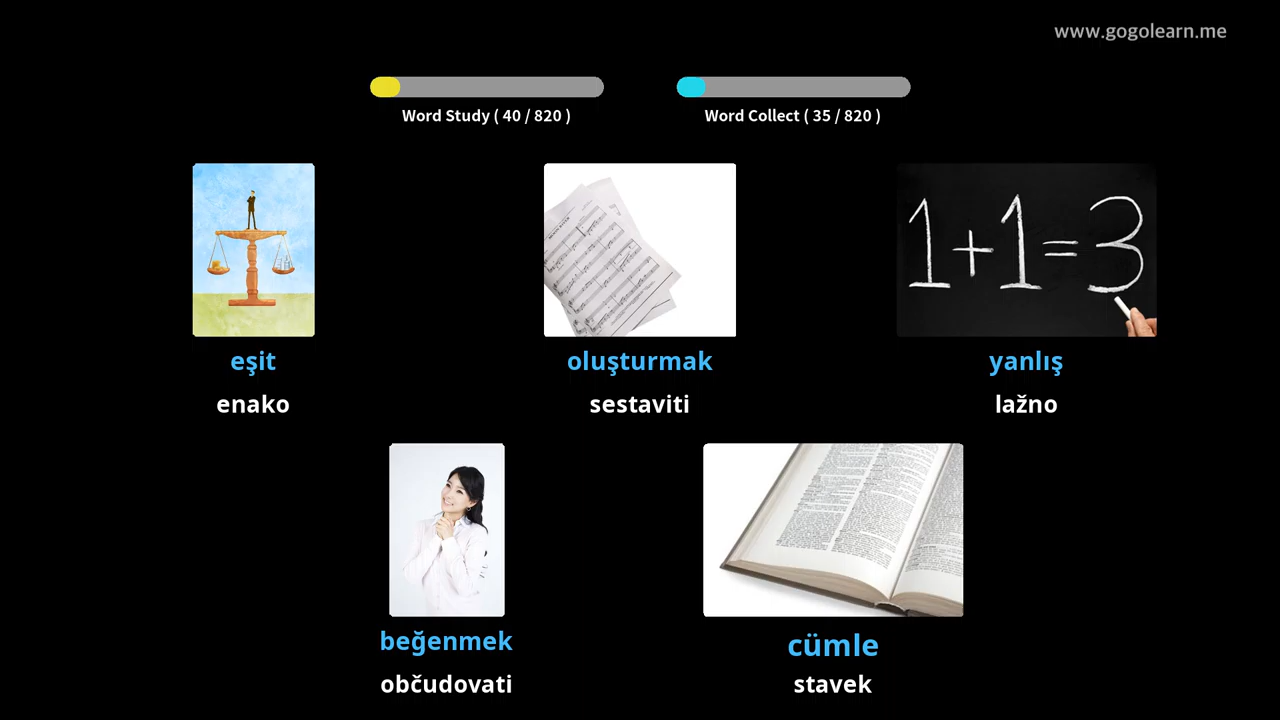 www.gogolearn.me
Word Study ( 40 / 820 )
Word Collect ( 35 / 820 )
1+1=3
eşit
oluşturmak
yanlış
enako
sestaviti
lažno
beğenmek
cümle
občudovati
stavek